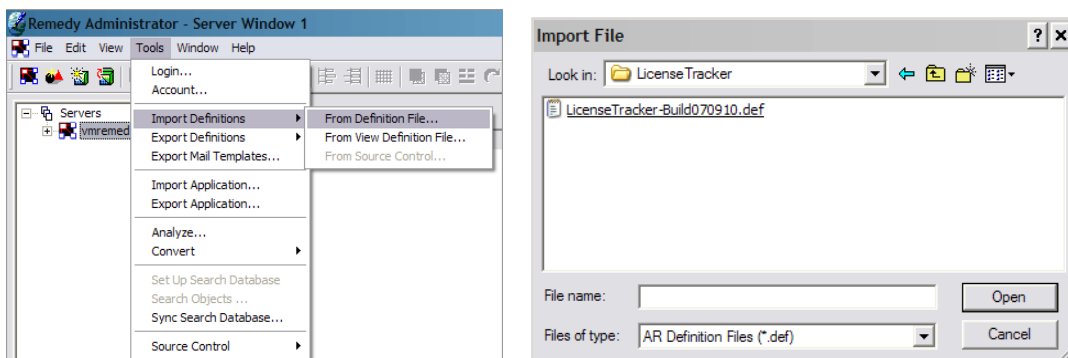 Remedy Administrator - Server Window 1
File Edit View Tools Window Help
Login...
Account...
Servers
vmremed
Import Definitions
Export Definitions
Export Mail Templates...
From Definition File...
From View Definition File...
From Source Control...
Import Application...
Export Application...
Analyze...
Convert
Set Up Search Database
Search Objects ...
Sync Search Database...
Source Control
Import File
Look in: LicenseTracker
LicenseTracker-Build070910.def
File name:
Open
Files of type: AR Definition Files (*.def)
Cancel